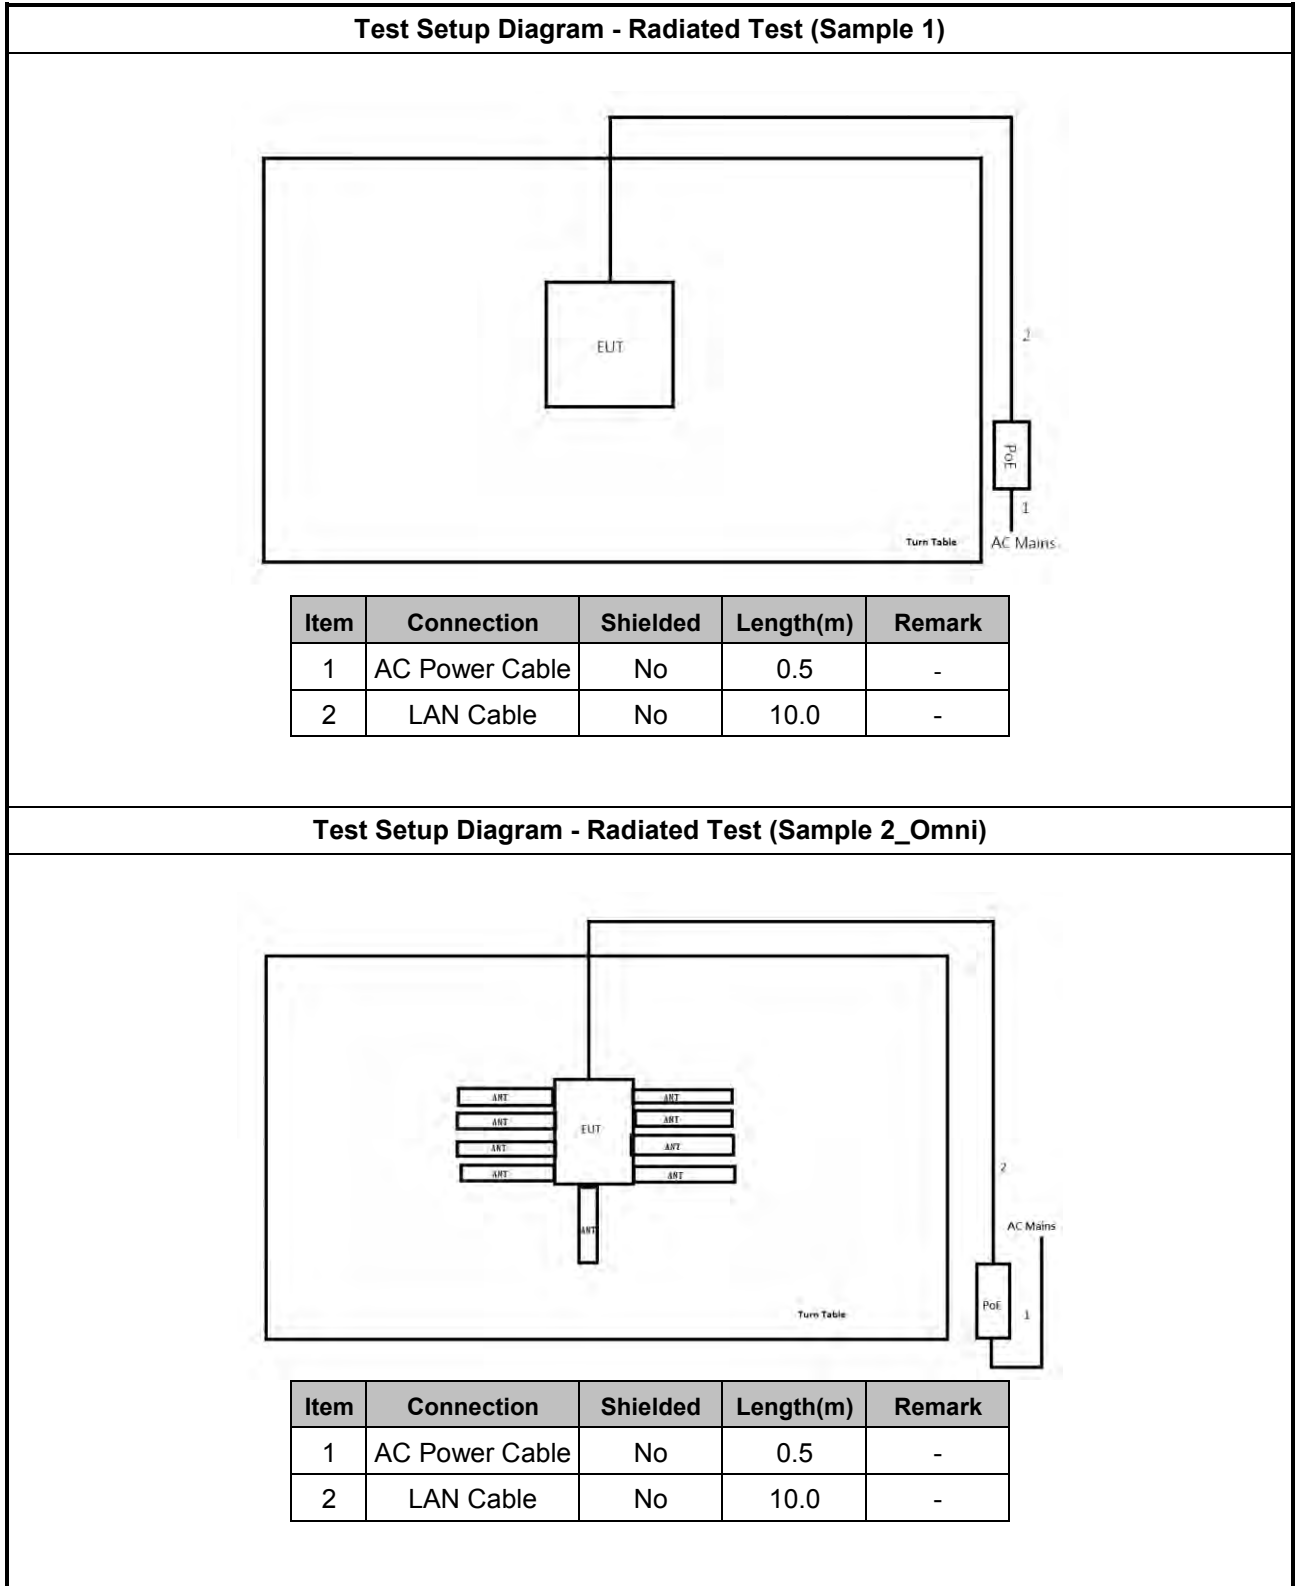 Test Setup Diagram - Radiated Test (Sample 1)
EUT
2
PoE
1
Turn Table
AC Mains
Item Connection Shielded Length(m) Remark
1 AC Power Cable No 0.5 -
2 LAN Cable No 10.0 -
Test Setup Diagram - Radiated Test (Sample 2_Omni)
ANT ANT
ANT ANT
EUT
ANT ANT
ANT ANT
ANT
2
AC Mains
PoE
1
Turn Table
Item Connection Shielded Length(m) Remark
1 AC Power Cable No 0.5 -
2 LAN Cable No 10.0 -